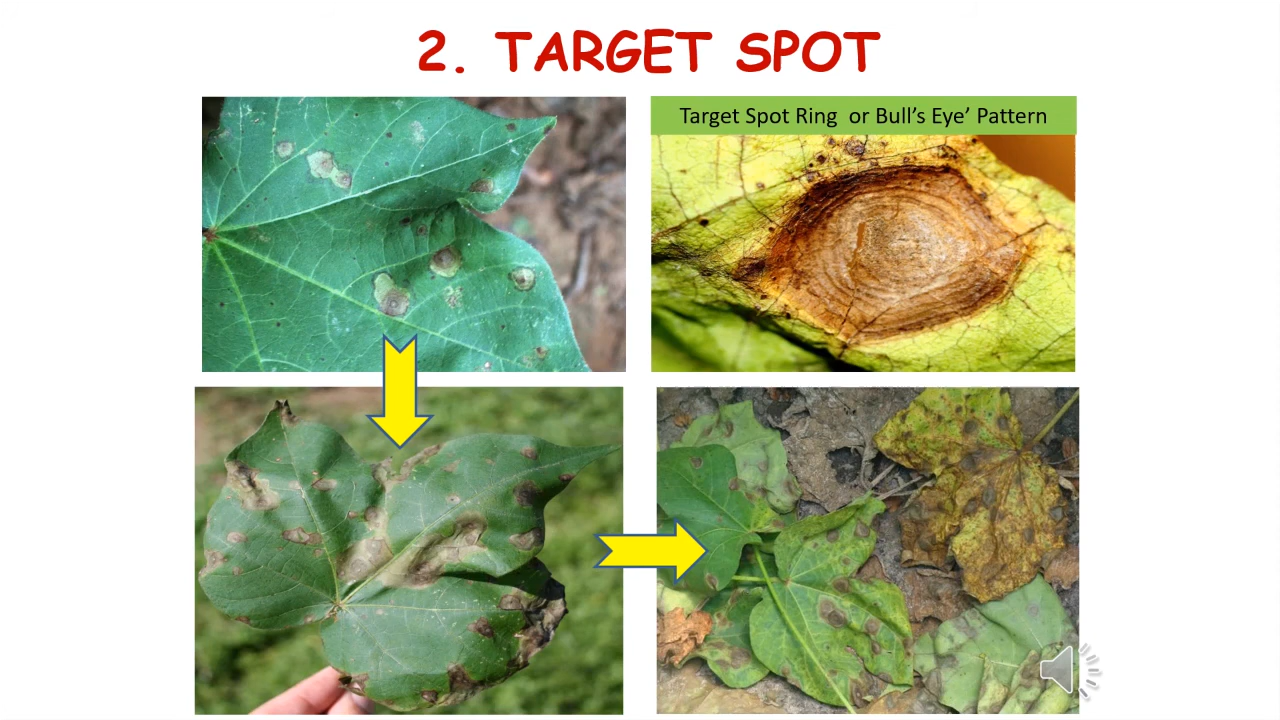 2. TARGET SPOT
Target Spot Ring or Bull’s Eye’ Pattern